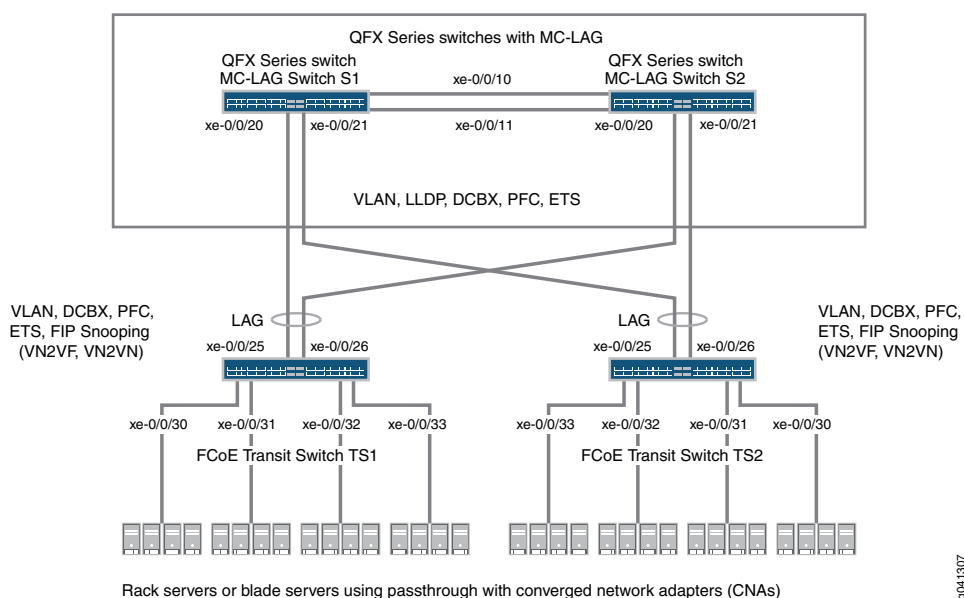 QFX Series switches with MC-LAG
QFX Series switch
MC-LAG Switch S1
QFX Series switch
MC-LAG Switch S2
xe-0/0/10
xe-0/0/20
xe-0/0/21
xe-0/0/11
xe-0/0/20
xe-0/0/21
VLAN, LLDP, DCBX, PFC, ETS
VLAN, DCBX, PFC,
ETS, FIP Snooping
(VN2VF, VN2VN)
LAG
LAG
VLAN, DCBX, PFC,
ETS, FIP Snooping
(VN2VF, VN2VN)
xe-0/0/25
xe-0/0/26
xe-0/0/25
xe-0/0/26
xe-0/0/30
xe-0/0/31
xe-0/0/32
xe-0/0/33
xe-0/0/33
xe-0/0/32
xe-0/0/31
xe-0/0/30
FCoE Transit Switch TS1
FCoE Transit Switch TS2
Rack servers or blade servers using passthrough with converged network adapters (CNAs)
g041307